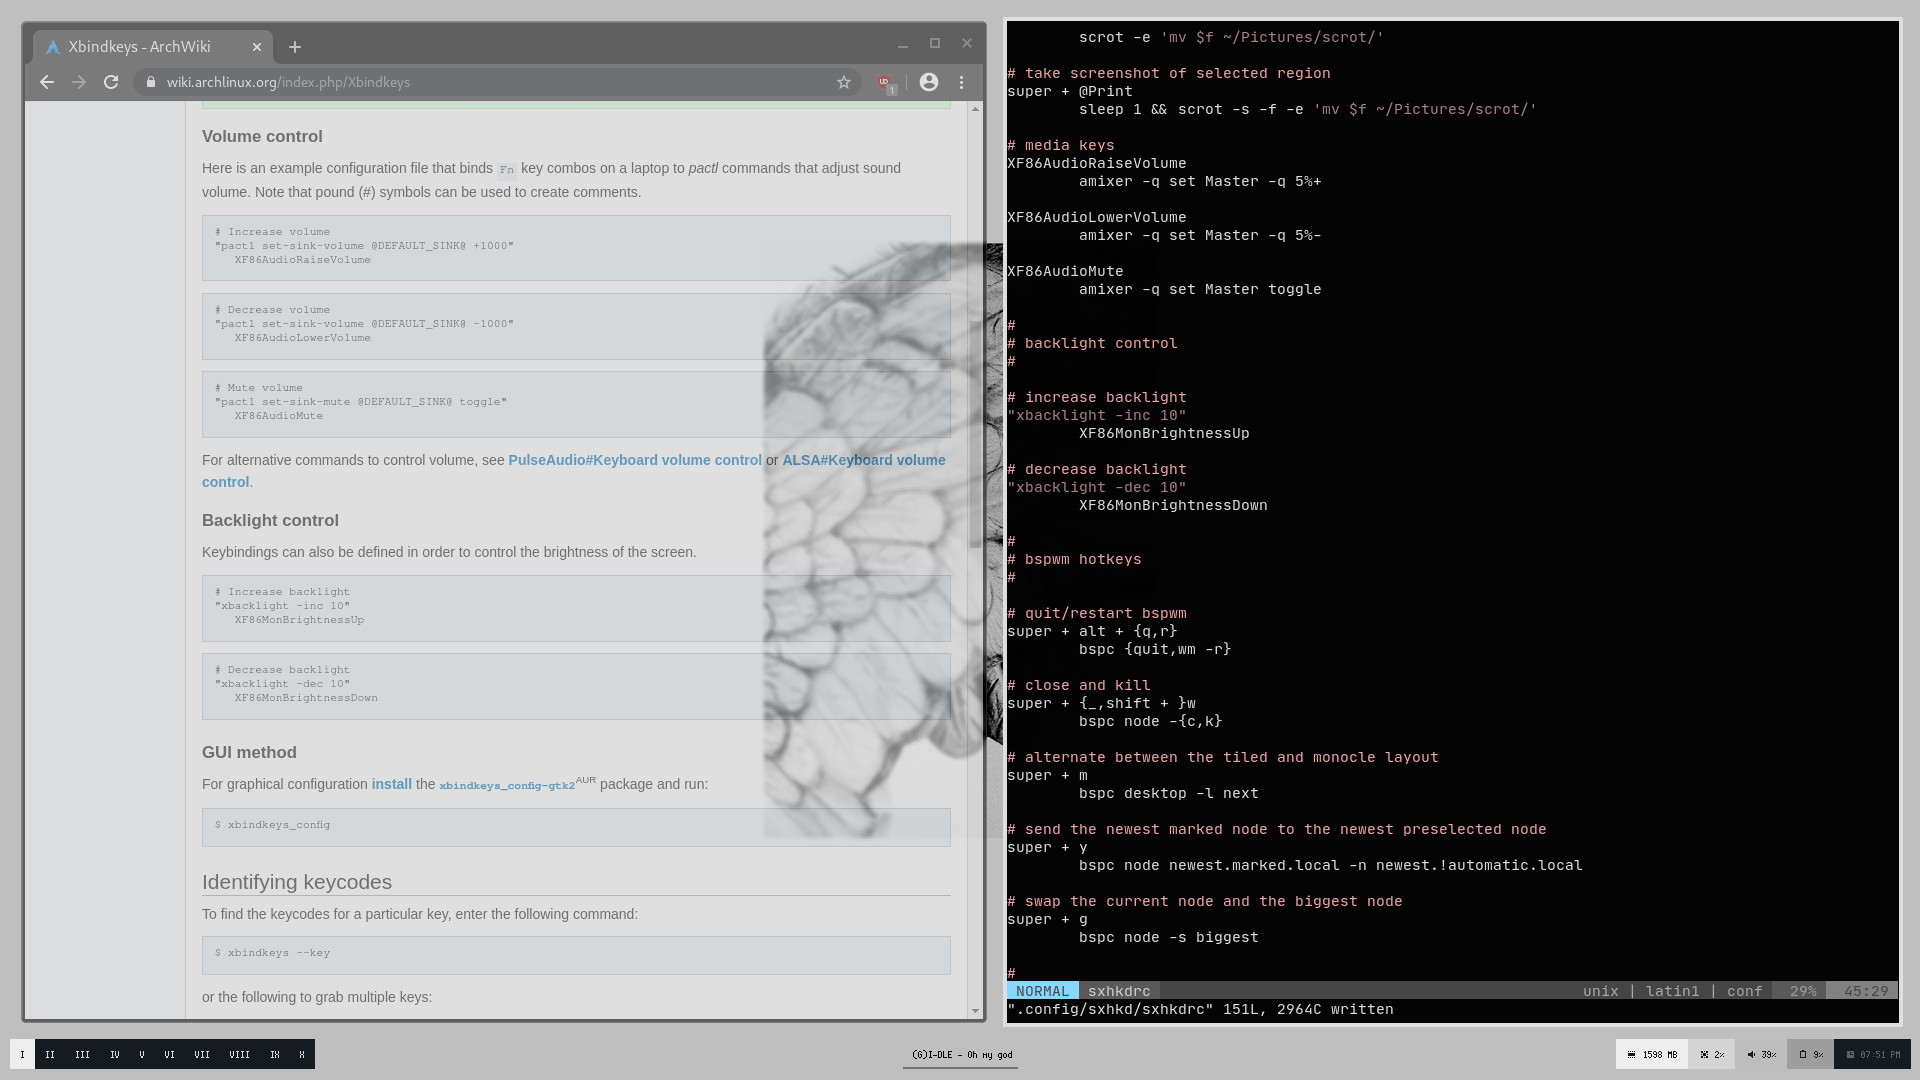 Xbindkeys - ArchWiki
wiki.archlinux.org/index.php/Xbindkeys
UD
1
Volume control
Here is an example configuration file that binds Fn key combos on a laptop to pactl commands that adjust sound
volume. Note that pound (#) symbols can be used to create comments.
# Increase volume
"pactl set-sink-volume @DEFAULT_SINK@ +1000"
   XF86AudioRaiseVolume
# Decrease volume
"pactl set-sink-volume @DEFAULT_SINK@ -1000"
   XF86AudioLowerVolume
# Mute volume
"pactl set-sink-mute @DEFAULT_SINK@ toggle"
   XF86AudioMute
For alternative commands to control volume, see PulseAudio#Keyboard volume control or ALSA#Keyboard volume
control.
Backlight control
Keybindings can also be defined in order to control the brightness of the screen.
# Increase backlight
"xbacklight -inc 10"
   XF86MonBrightnessUp
# Decrease backlight
"xbacklight -dec 10"
   XF86MonBrightnessDown
GUI method
For graphical configuration install the xbindkeys_config-gtk2AUR package and run:
$ xbindkeys_config
Identifying keycodes
To find the keycodes for a particular key, enter the following command:
$ xbindkeys --key
or the following to grab multiple keys:
        scrot -e 'mv $f ~/Pictures/scrot/'
# take screenshot of selected region
super + @Print
        sleep 1 && scrot -s -f -e 'mv $f ~/Pictures/scrot/'
# media keys
XF86AudioRaiseVolume
        amixer -q set Master -q 5%+
XF86AudioLowerVolume
        amixer -q set Master -q 5%-
XF86AudioMute
        amixer -q set Master toggle
#
# backlight control
#
# increase backlight
"xbacklight -inc 10"
        XF86MonBrightnessUp
# decrease backlight
"xbacklight -dec 10"
        XF86MonBrightnessDown
#
# bspwm hotkeys
#
# quit/restart bspwm
super + alt + {q,r}
        bspc {quit,wm -r}
# close and kill
super + {_,shift + }w
        bspc node -{c,k}
# alternate between the tiled and monocle layout
super + m
        bspc desktop -l next
# send the newest marked node to the newest preselected node
super + y
        bspc node newest.marked.local -n newest.!automatic.local
# swap the current node and the biggest node
super + g
        bspc node -s biggest
#
NORMAL sxhkdrc unix | latin1 | conf 29% 45:29
".config/sxhkd/sxhkdrc" 151L, 2964C written
I II III IV V VI VII VIII IX X
(G)I-DLE - Oh my god
1598 MB 2% 39% 9% 07:51 PM